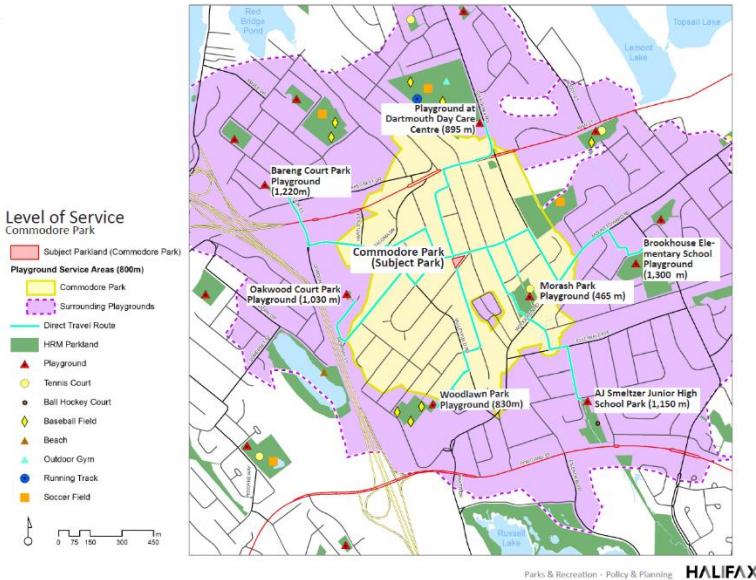 Red
Bridge
Pond
Topsail Lake
Lemont
Lake
Playground at
Dartmouth Day Care
Centre (895 m)
Bareng Court Park
Playground
(1,220m)
Commodore Park
(Subject Park)
Brookhouse Ele-
mentary School
Playground
(1,300 m)
Oakwood Court Park
Playground (1,030 m)
Morash Park
Playground (465 m)
Woodlawn Park
Playground (830m)
AJ Smeltzer Junior High
School Park (1,150 m)
Russell
Lake
Level of Service
Commodore Park
Subject Parkland (Commodore Park)
Playground Service Areas (800m)
Commodore Park
Surrounding Playgrounds
Direct Travel Route
HRM Parkland
Playground
Tennis Court
Ball Hockey Court
Baseball Field
Beach
Outdoor Gym
Running Track
Soccer Field
0 75 150 300 450
m
Parks & Recreation - Policy & Planning
HALIFAX